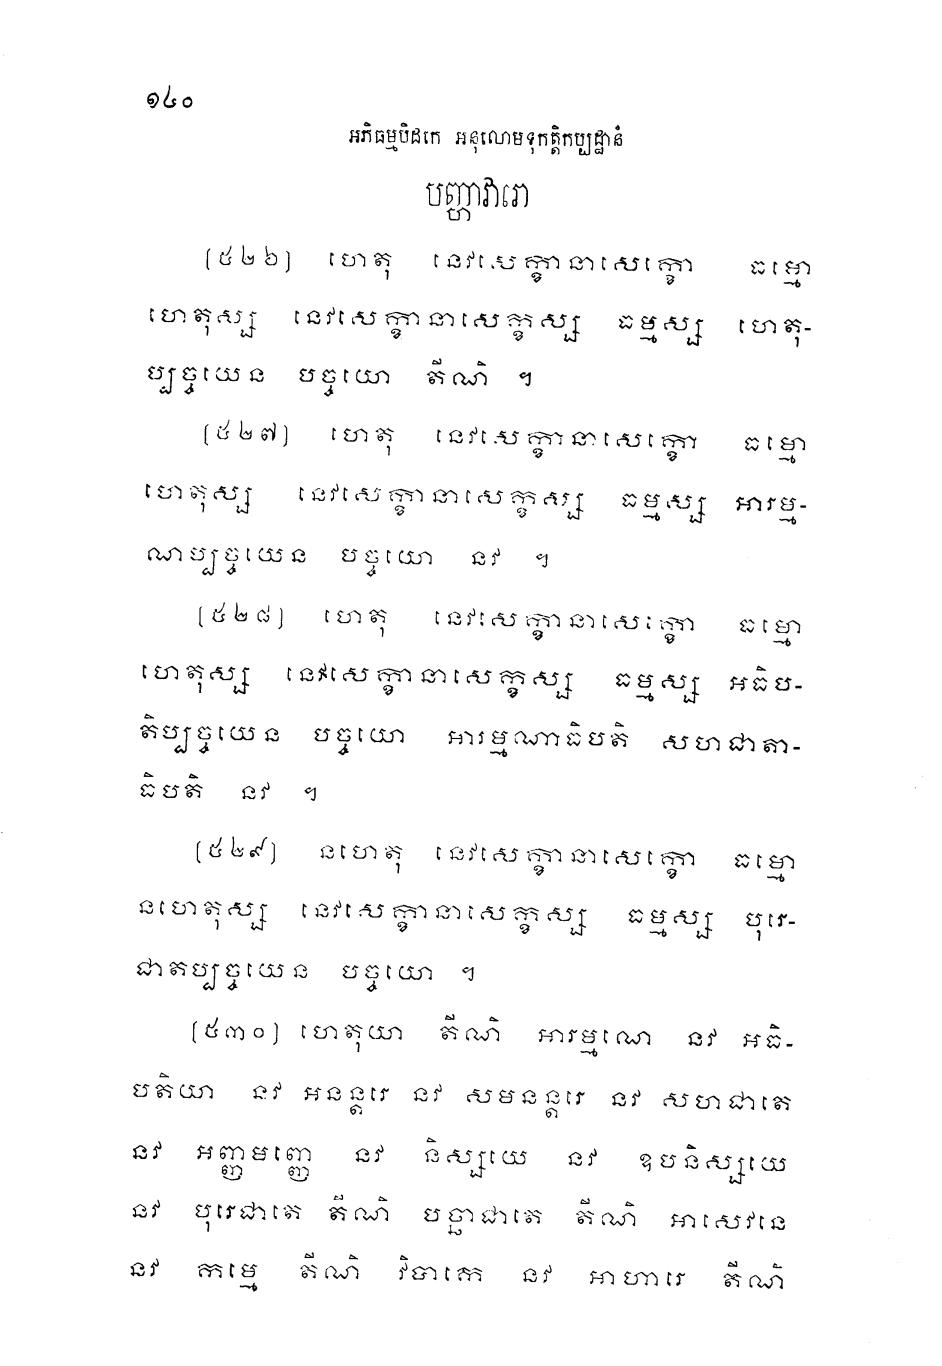 ១៤០
អភិធម្មបិដកេ អនុលោមទុកត្តិកប្បដ្ឋានំ
បញ្ហាវារោ
(៥២៦) ហេតុ នេវសេក្ខានាសេក្ខោ ធម្មោ
ហេតុស្ស នេវសេក្ខានាសេក្ខស្ស ធម្មស្ស ហេតុ-
ប្បច្ចយេន បច្ចយោ តីណិ ។
(៥២៧) ហេតុ នេវសេក្ខានាសេក្ខោ ធម្មោ
ហេតុស្ស នេវសេក្ខានាសេក្ខស្ស ធម្មស្ស អារម្ម-
ណប្បច្ចយេន បច្ចយោ នវ ។
(៥២៨) ហេតុ នេវសេក្ខានាសេក្ខោ ធម្មោ
ហេតុស្ស នេវសេក្ខានាសេក្ខស្ស ធម្មស្ស អធិប-
តិប្បច្ចយេន បច្ចយោ អារម្មណាធិបតិ សហជាតា-
ធិបតិ នវ ។
(៥២៩) នហេតុ នេវសេក្ខានាសេក្ខោ ធម្មោ
នហេតុស្ស នេវសេក្ខានាសេក្ខស្ស ធម្មស្ស បុរេ-
ជាតប្បច្ចយេន បច្ចយោ ។
(៥៣០) ហេតុយា តីណិ អារម្មណេ នវ អធិ-
បតិយា នវ អនន្តរេ នវ សមនន្តរេ នវ សហជាតេ
នវ អញ្ញមញ្ញេ នវ និស្សយេ នវ ឧបនិស្សយេ
នវ បុរេជាតេ តីណិ បច្ឆាជាតេ តីណិ អាសេវនេ
នវ កម្មេ តីណិ វិបាកេ នវ អាហារេ តីណិ